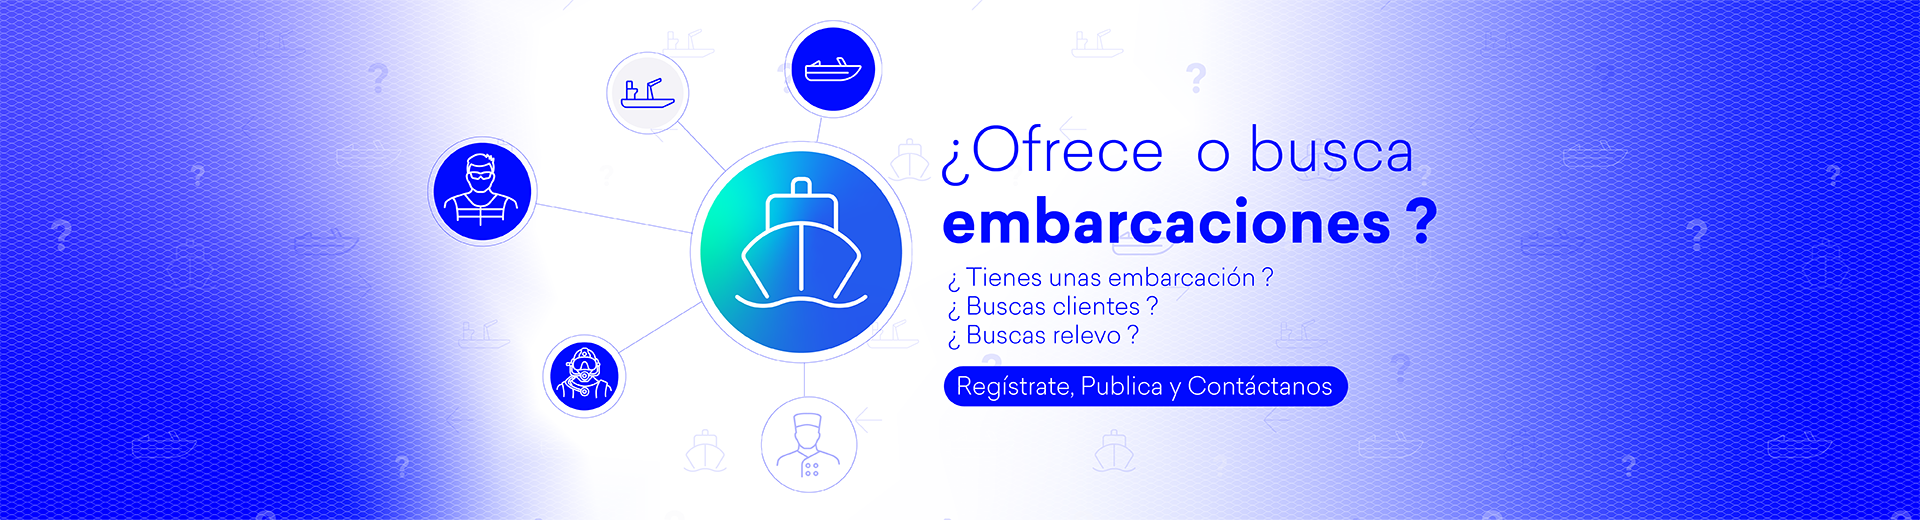 ¿Ofrece o busca
embarcaciones ?
¿ Tienes unas embarcación ?
¿ Buscas clientes ?
¿ Buscas relevo ?
Regístrate, Publica y Contáctanos